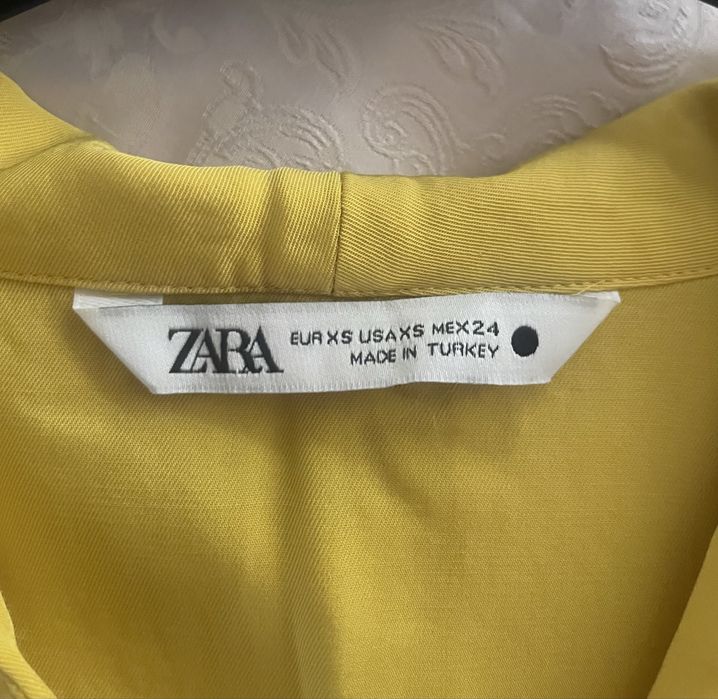 ZARA
EUR XS USA XS MEX 24
MADE IN TURKEY